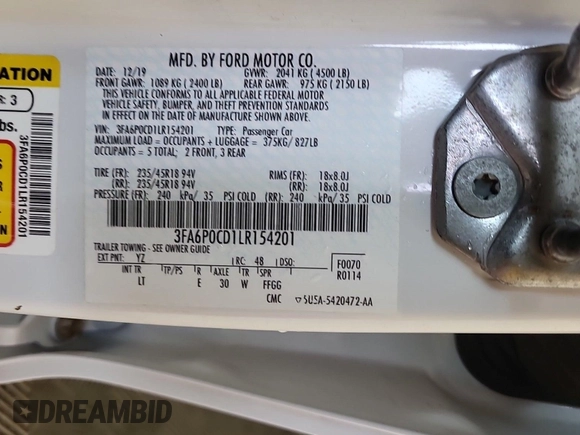 MFD. BY FORD MOTOR CO.
DATE: 12/19 GVWR: 2041 KG ( 4500 LB)
FRONT GAWR: 1089 KG ( 2400 LB) REAR GAWR: 975 KG ( 2150 LB)
THIS VEHICLE CONFORMS TO ALL APPLICABLE FEDERAL MOTOR
VEHICLE SAFETY, BUMPER, AND THEFT PREVENTION STANDARDS
IN EFFECT ON THE DATE OF MANUFACTURE SHOWN ABOVE.
VIN: 3FA6P0CD1LR154201 TYPE: Passenger Car
MAXIMUM LOAD = OCCUPANTS + LUGGAGE = 375KG/ 827LB
OCCUPANTS = 5 TOTAL; 2 FRONT, 3 REAR
TIRE (FR): 235/45R18 94V RIMS (FR): 18x8.0J
(RR): 235/45R18 94V (RR): 18x8.0J
PRESSURE (FR): 240 kPa/ 35 PSI COLD (RR): 240 kPa/ 35 PSI COLD
3FA6P0CD1LR154201
TRAILER TOWING - SEE OWNER GUIDE
EXT PNT: YZ RC: 48 DSO: F0070
INT TR TP/PS R AXLE TR SPR R0114
LT E 30 W FFGG
CMC ▽5U5A-5420472-AA
ATION
R: 3
bs.
3FA6P0CD1LR154201
DREAMBID